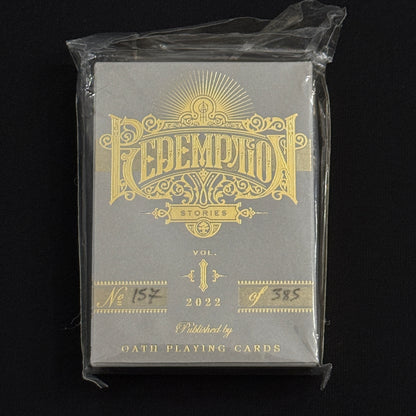 REDEMPTION
STORIES
VOL.
I
No 157 of 385
2022
Published by
OATH PLAYING CARDS